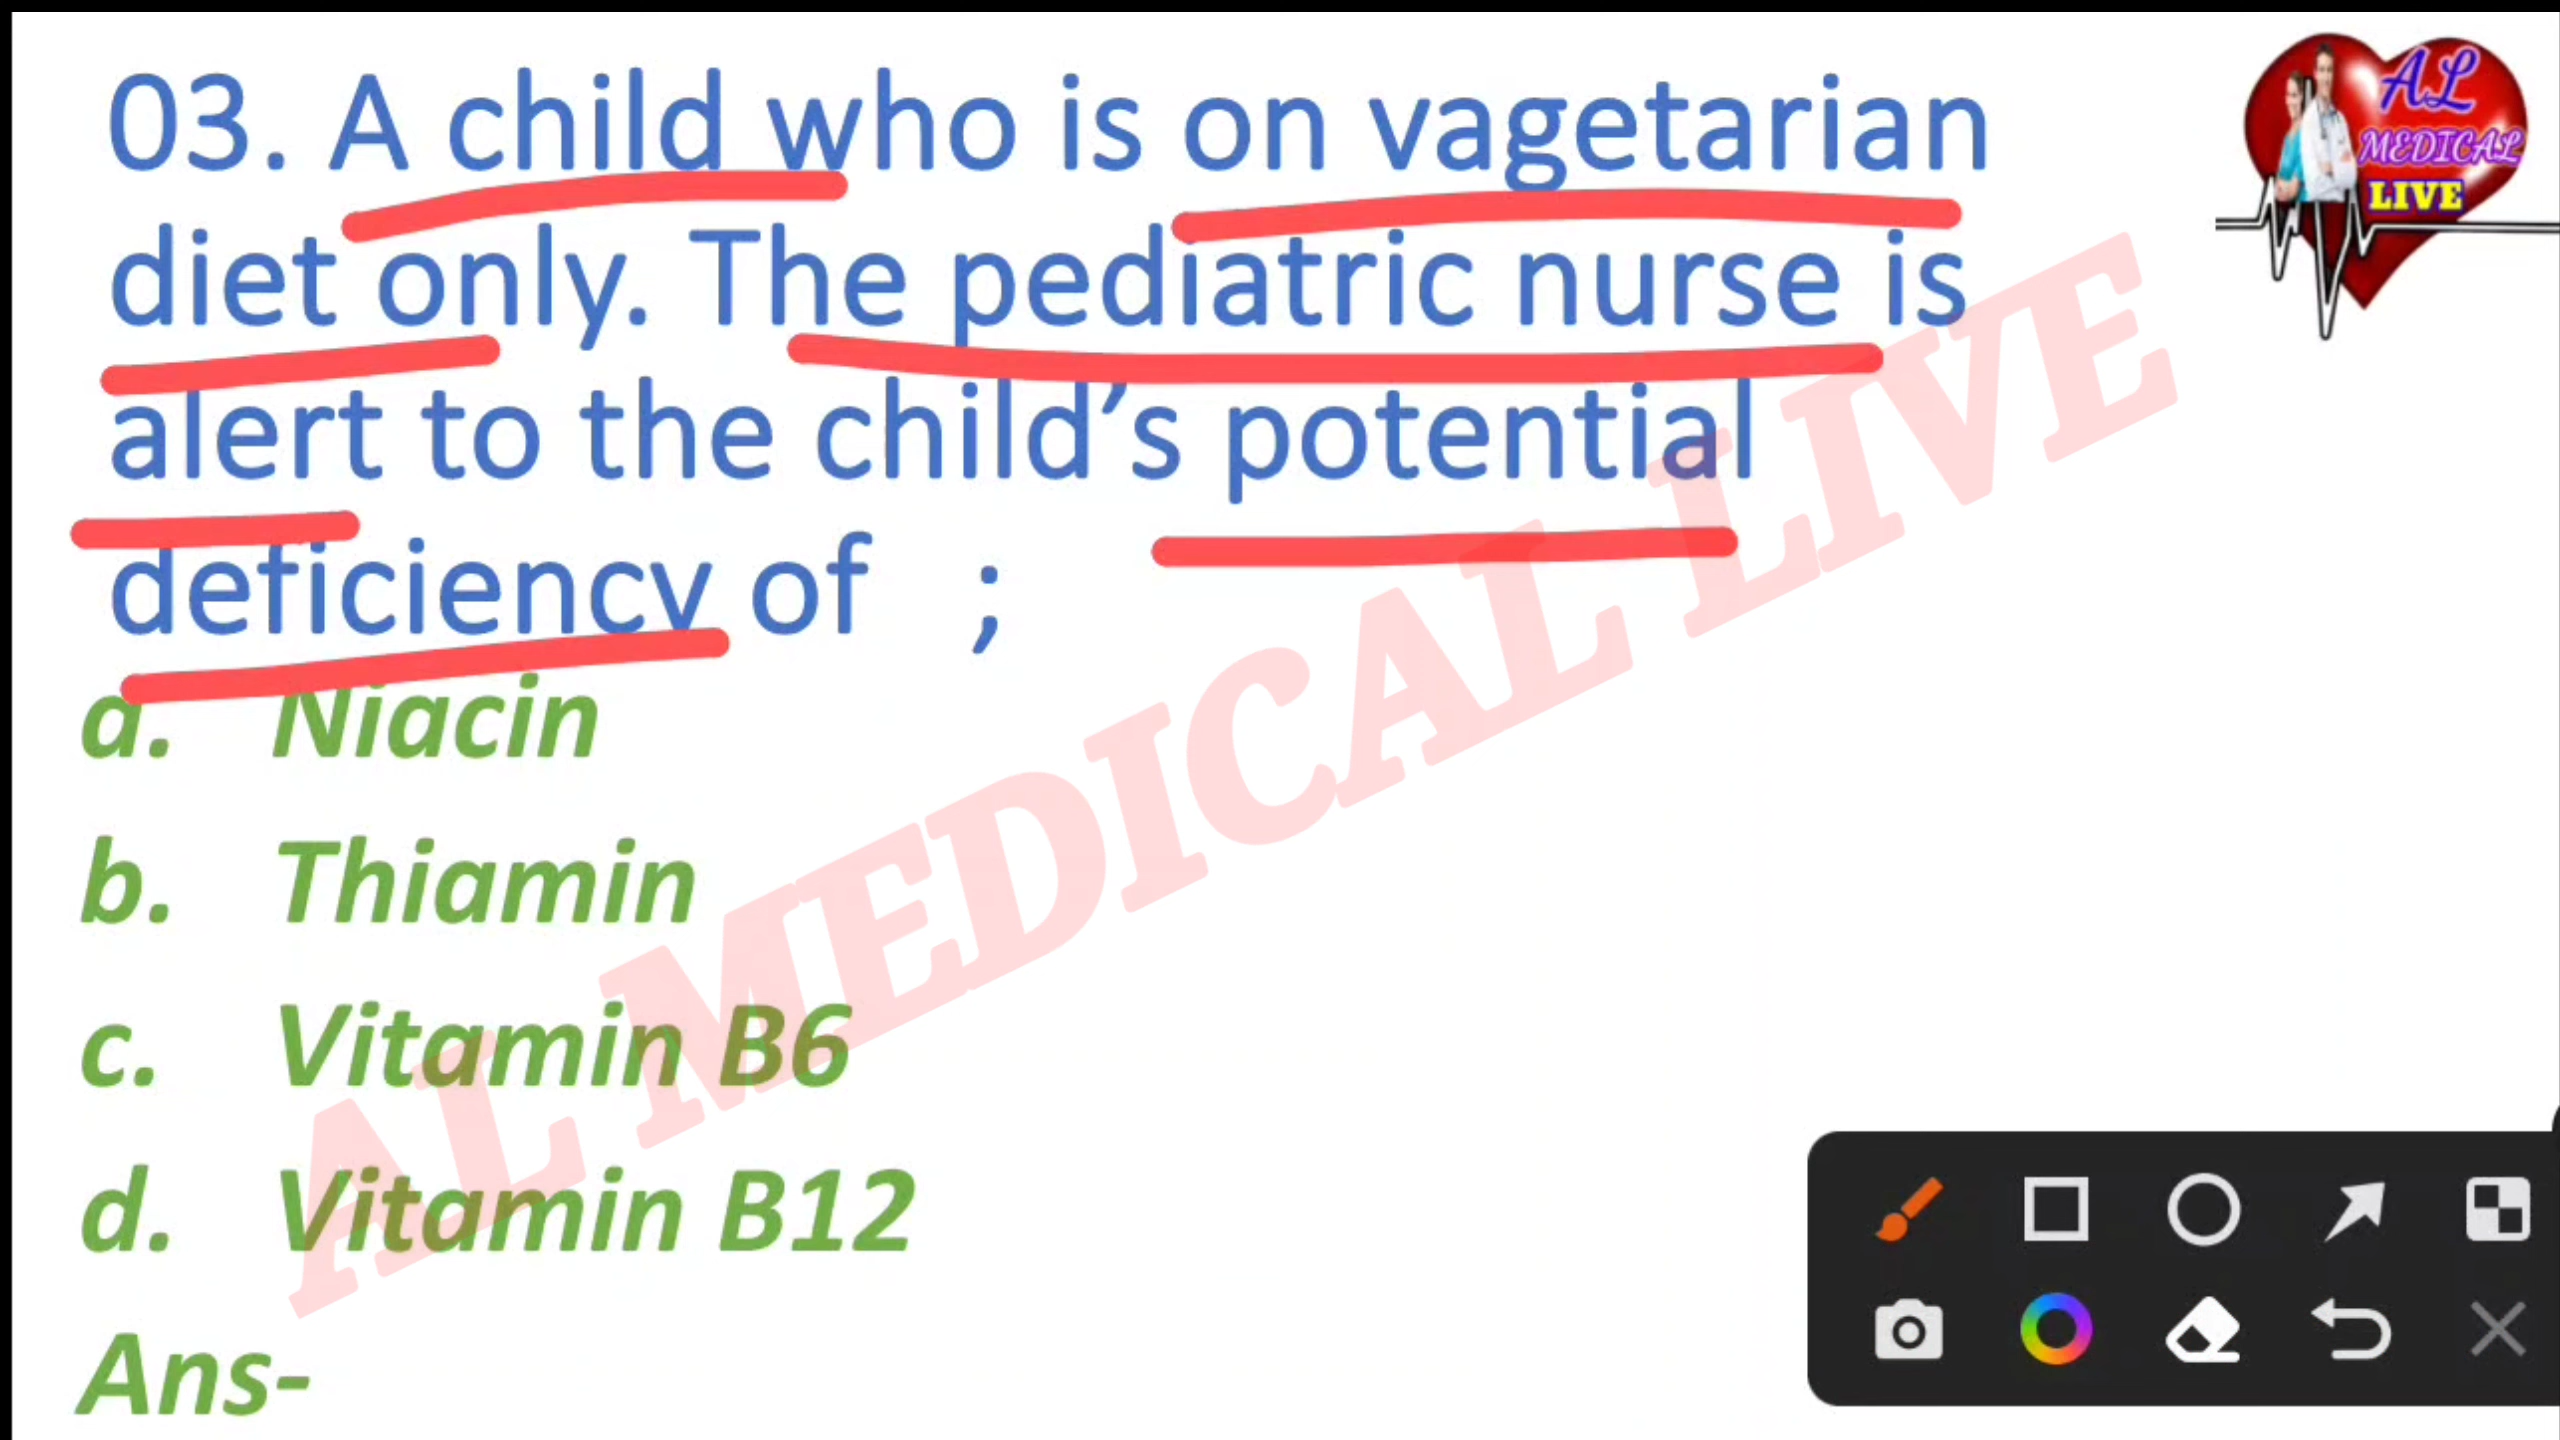 03. A child who is on vagetarian
diet only. The pediatric nurse is
alert to the child's potential
deficiency of ;
a. Niacin
b. Thiamin
c. Vitamin B6
d. Vitamin B12
Ans-
AL MEDICAL LIVE
AL
MEDICAL
LIVE